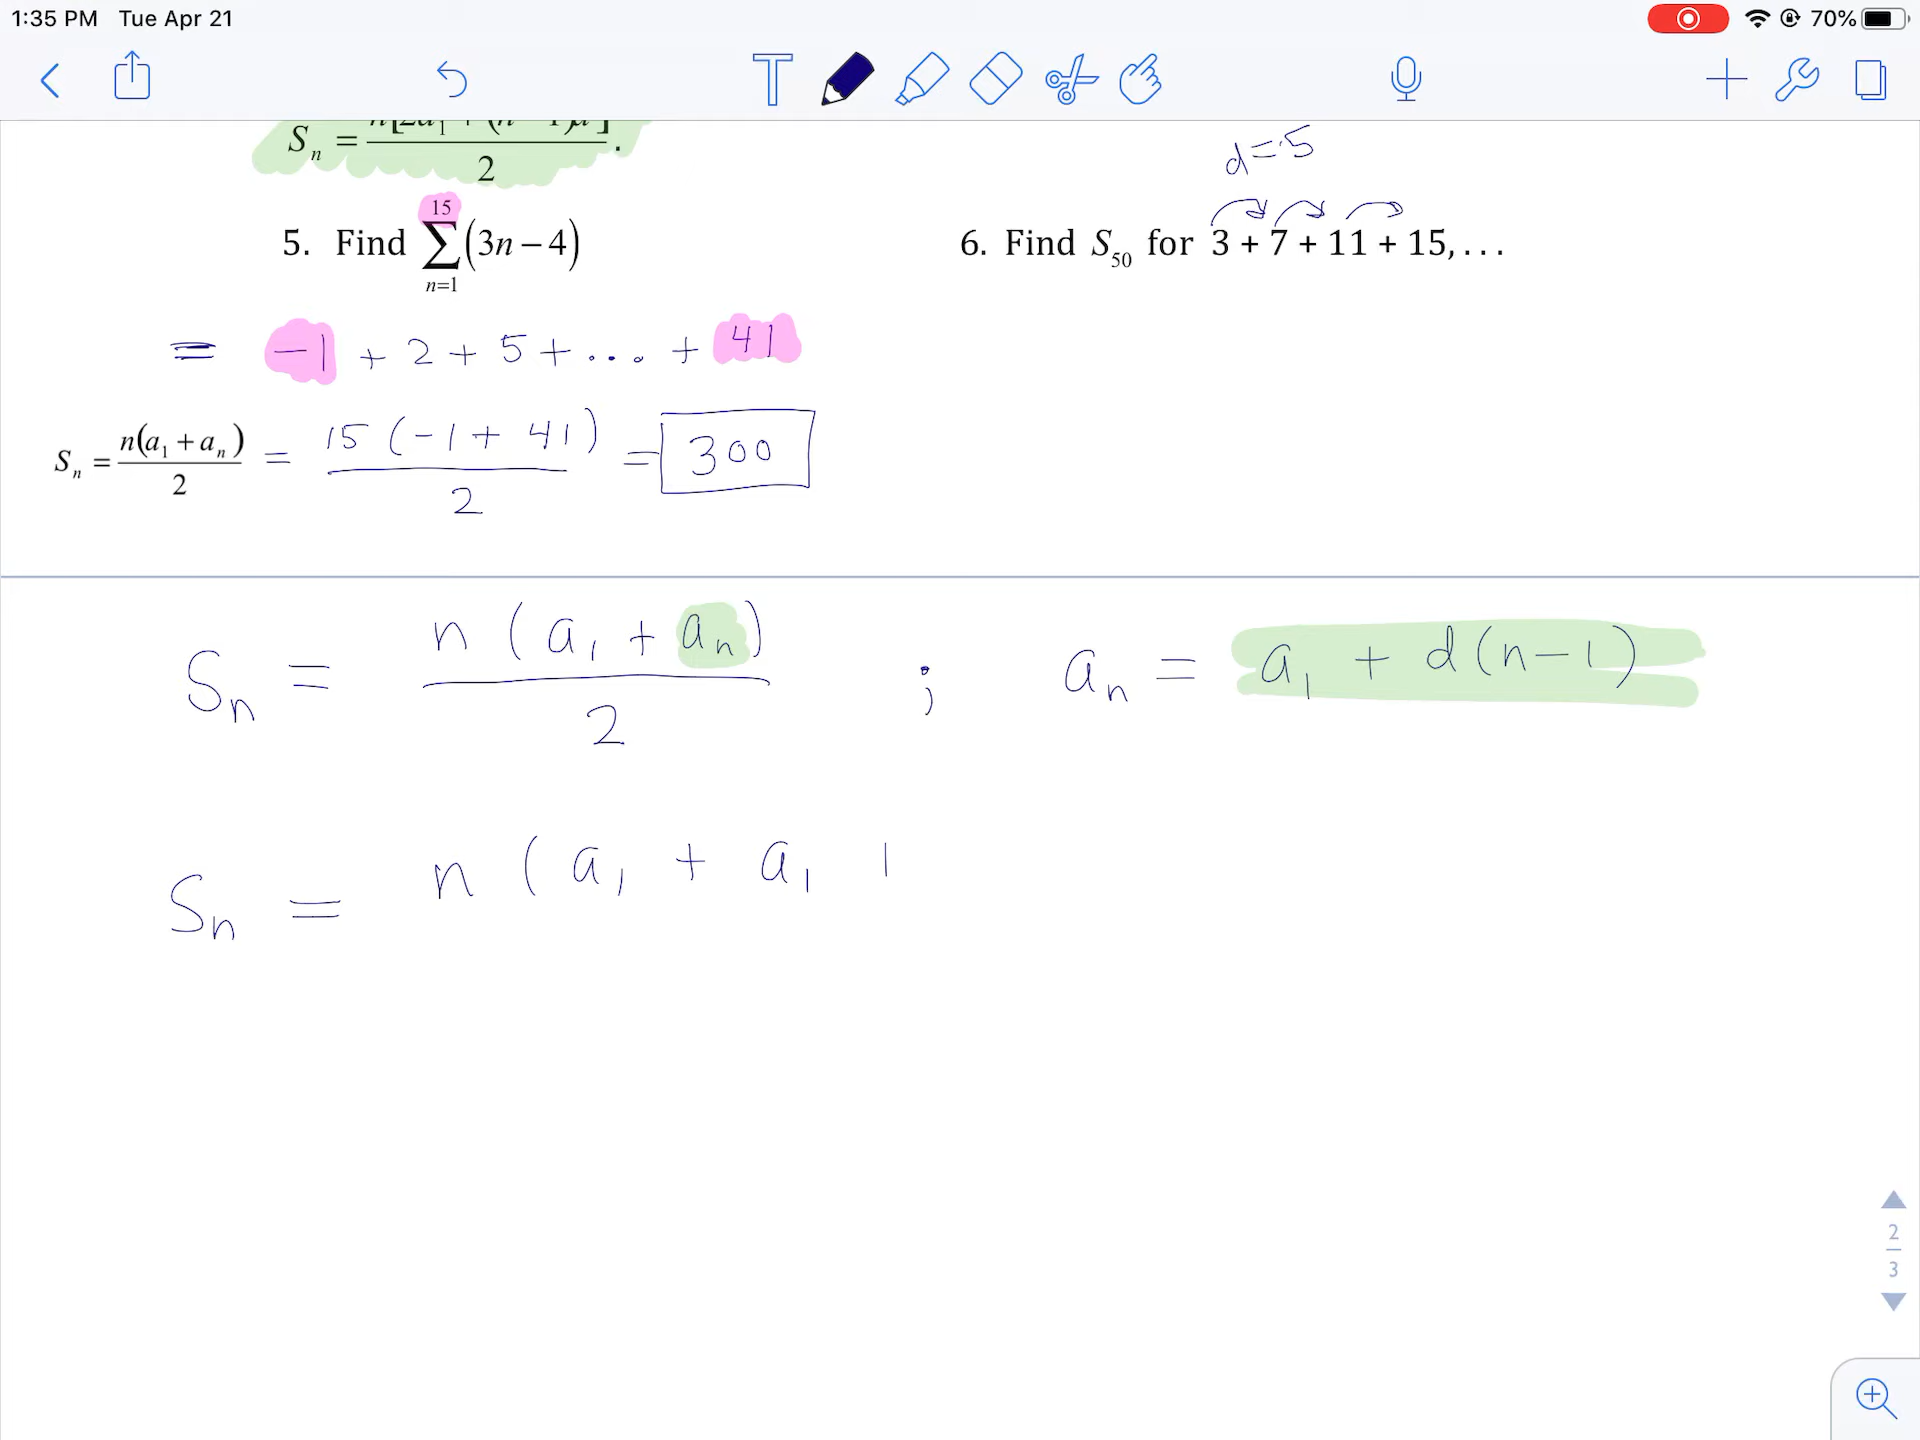 1:35 PM Tue Apr 21 70%
T
S_n = n[2a_1 + (n - 1)d] / 2 .
d = 5
5. Find 15 ∑ n=1 (3n − 4)
6. Find S_50 for 3 + 7 + 11 + 15, . . .
= −1 + 2 + 5 + ... + 41
S_n = n(a_1 + a_n) / 2 = 15 (−1 + 41) / 2 = 300
S_n = n (a_1 + a_n) / 2 ; a_n = a_1 + d(n−1)
S_n = n (a_1 + a_1 |
2
3